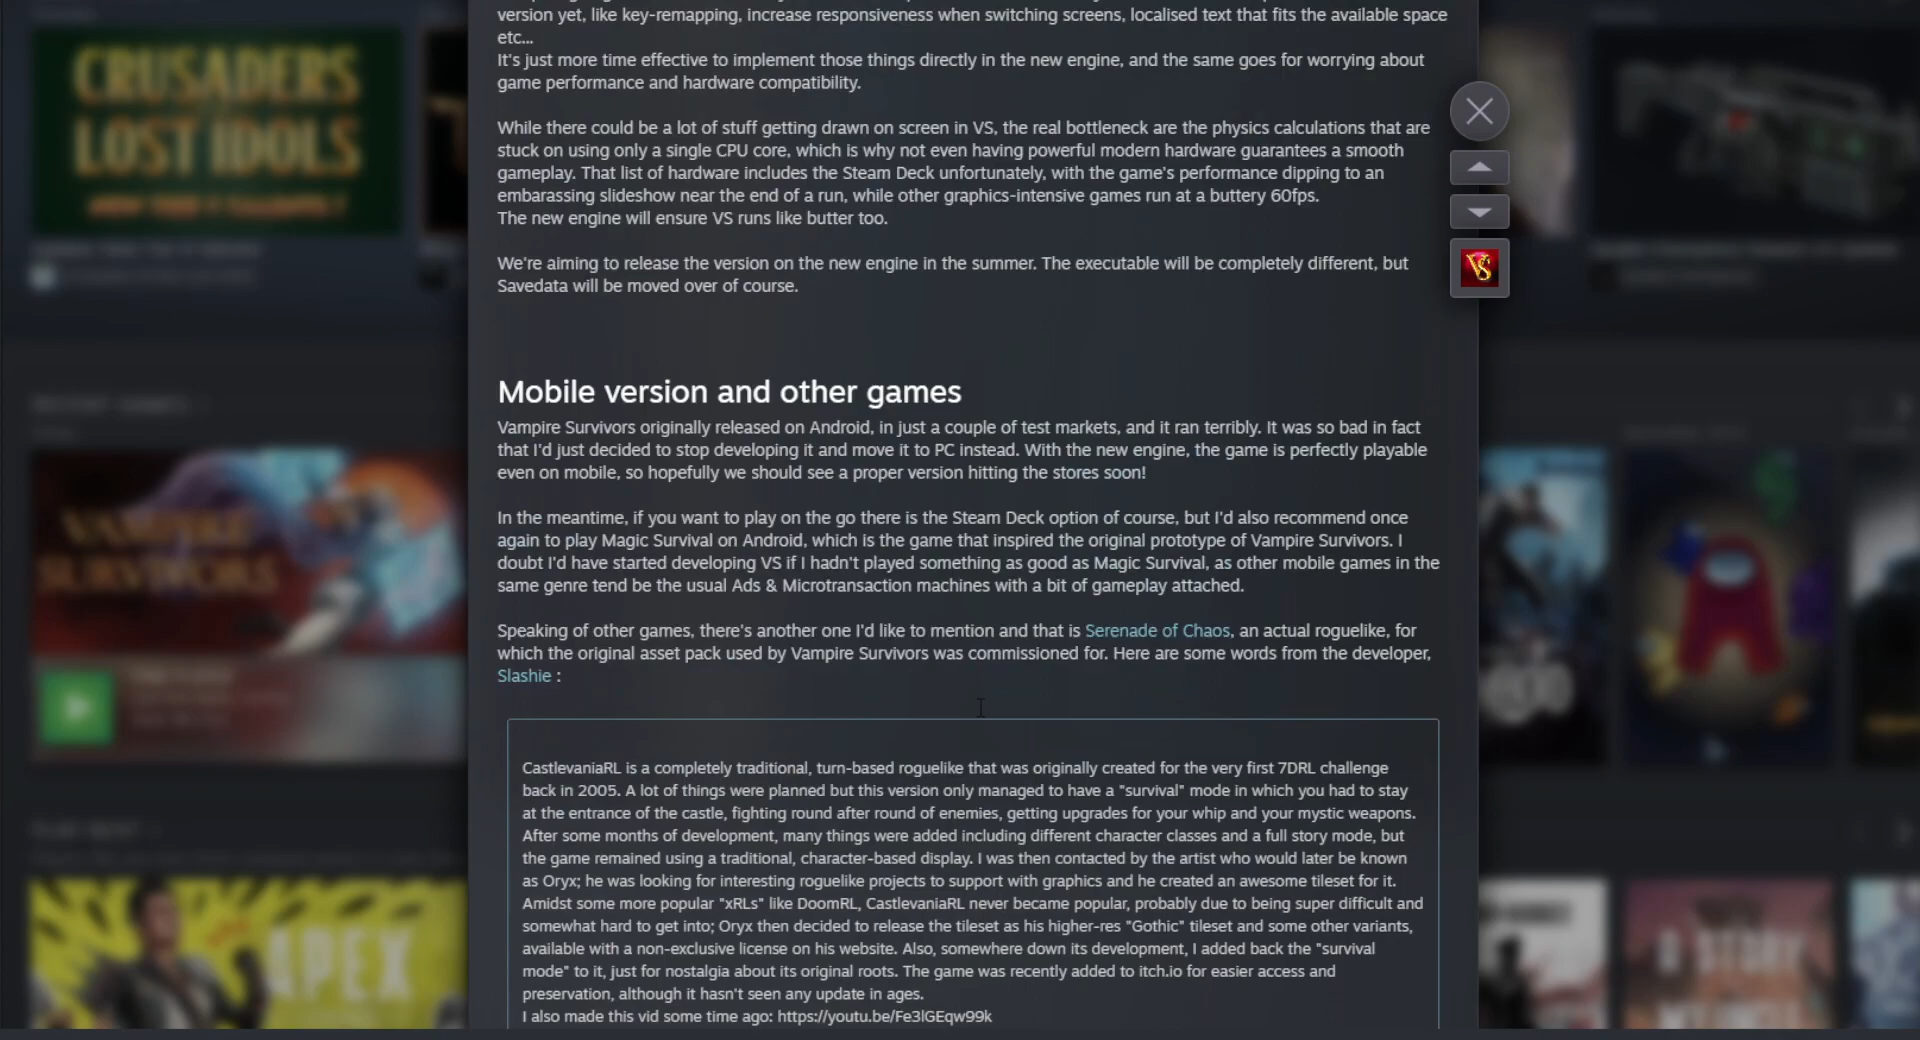 version yet, like key-remapping, increase responsiveness when switching screens, localised text that fits the available space
etc...
It's just more time effective to implement those things directly in the new engine, and the same goes for worrying about
game performance and hardware compatibility.
While there could be a lot of stuff getting drawn on screen in VS, the real bottleneck are the physics calculations that are
stuck on using only a single CPU core, which is why not even having powerful modern hardware guarantees a smooth
gameplay. That list of hardware includes the Steam Deck unfortunately, with the game's performance dipping to an
embarassing slideshow near the end of a run, while other graphics-intensive games run at a buttery 60fps.
The new engine will ensure VS runs like butter too.
We're aiming to release the version on the new engine in the summer. The executable will be completely different, but
Savedata will be moved over of course.
Mobile version and other games
Vampire Survivors originally released on Android, in just a couple of test markets, and it ran terribly. It was so bad in fact
that I'd just decided to stop developing it and move it to PC instead. With the new engine, the game is perfectly playable
even on mobile, so hopefully we should see a proper version hitting the stores soon!
In the meantime, if you want to play on the go there is the Steam Deck option of course, but I'd also recommend once
again to play Magic Survival on Android, which is the game that inspired the original prototype of Vampire Survivors. I
doubt I'd have started developing VS if I hadn't played something as good as Magic Survival, as other mobile games in the
same genre tend be the usual Ads & Microtransaction machines with a bit of gameplay attached.
Speaking of other games, there's another one I'd like to mention and that is Serenade of Chaos, an actual roguelike, for
which the original asset pack used by Vampire Survivors was commissioned for. Here are some words from the developer,
Slashie :
CastlevaniaRL is a completely traditional, turn-based roguelike that was originally created for the very first 7DRL challenge
back in 2005. A lot of things were planned but this version only managed to have a "survival" mode in which you had to stay
at the entrance of the castle, fighting round after round of enemies, getting upgrades for your whip and your mystic weapons.
After some months of development, many things were added including different character classes and a full story mode, but
the game remained using a traditional, character-based display. I was then contacted by the artist who would later be known
as Oryx; he was looking for interesting roguelike projects to support with graphics and he created an awesome tileset for it.
Amidst some more popular "xRLs" like DoomRL, CastlevaniaRL never became popular, probably due to being super difficult and
somewhat hard to get into; Oryx then decided to release the tileset as his higher-res "Gothic" tileset and some other variants,
available with a non-exclusive license on his website. Also, somewhere down its development, I added back the "survival
mode" to it, just for nostalgia about its original roots. The game was recently added to itch.io for easier access and
preservation, although it hasn't seen any update in ages.
I also made this vid some time ago: https://youtu.be/Fe3lGEqw99k
CRUSADERS
LOST IDOLS
VS
VAMPIRE
SURVIVORS
APEX
A STORY